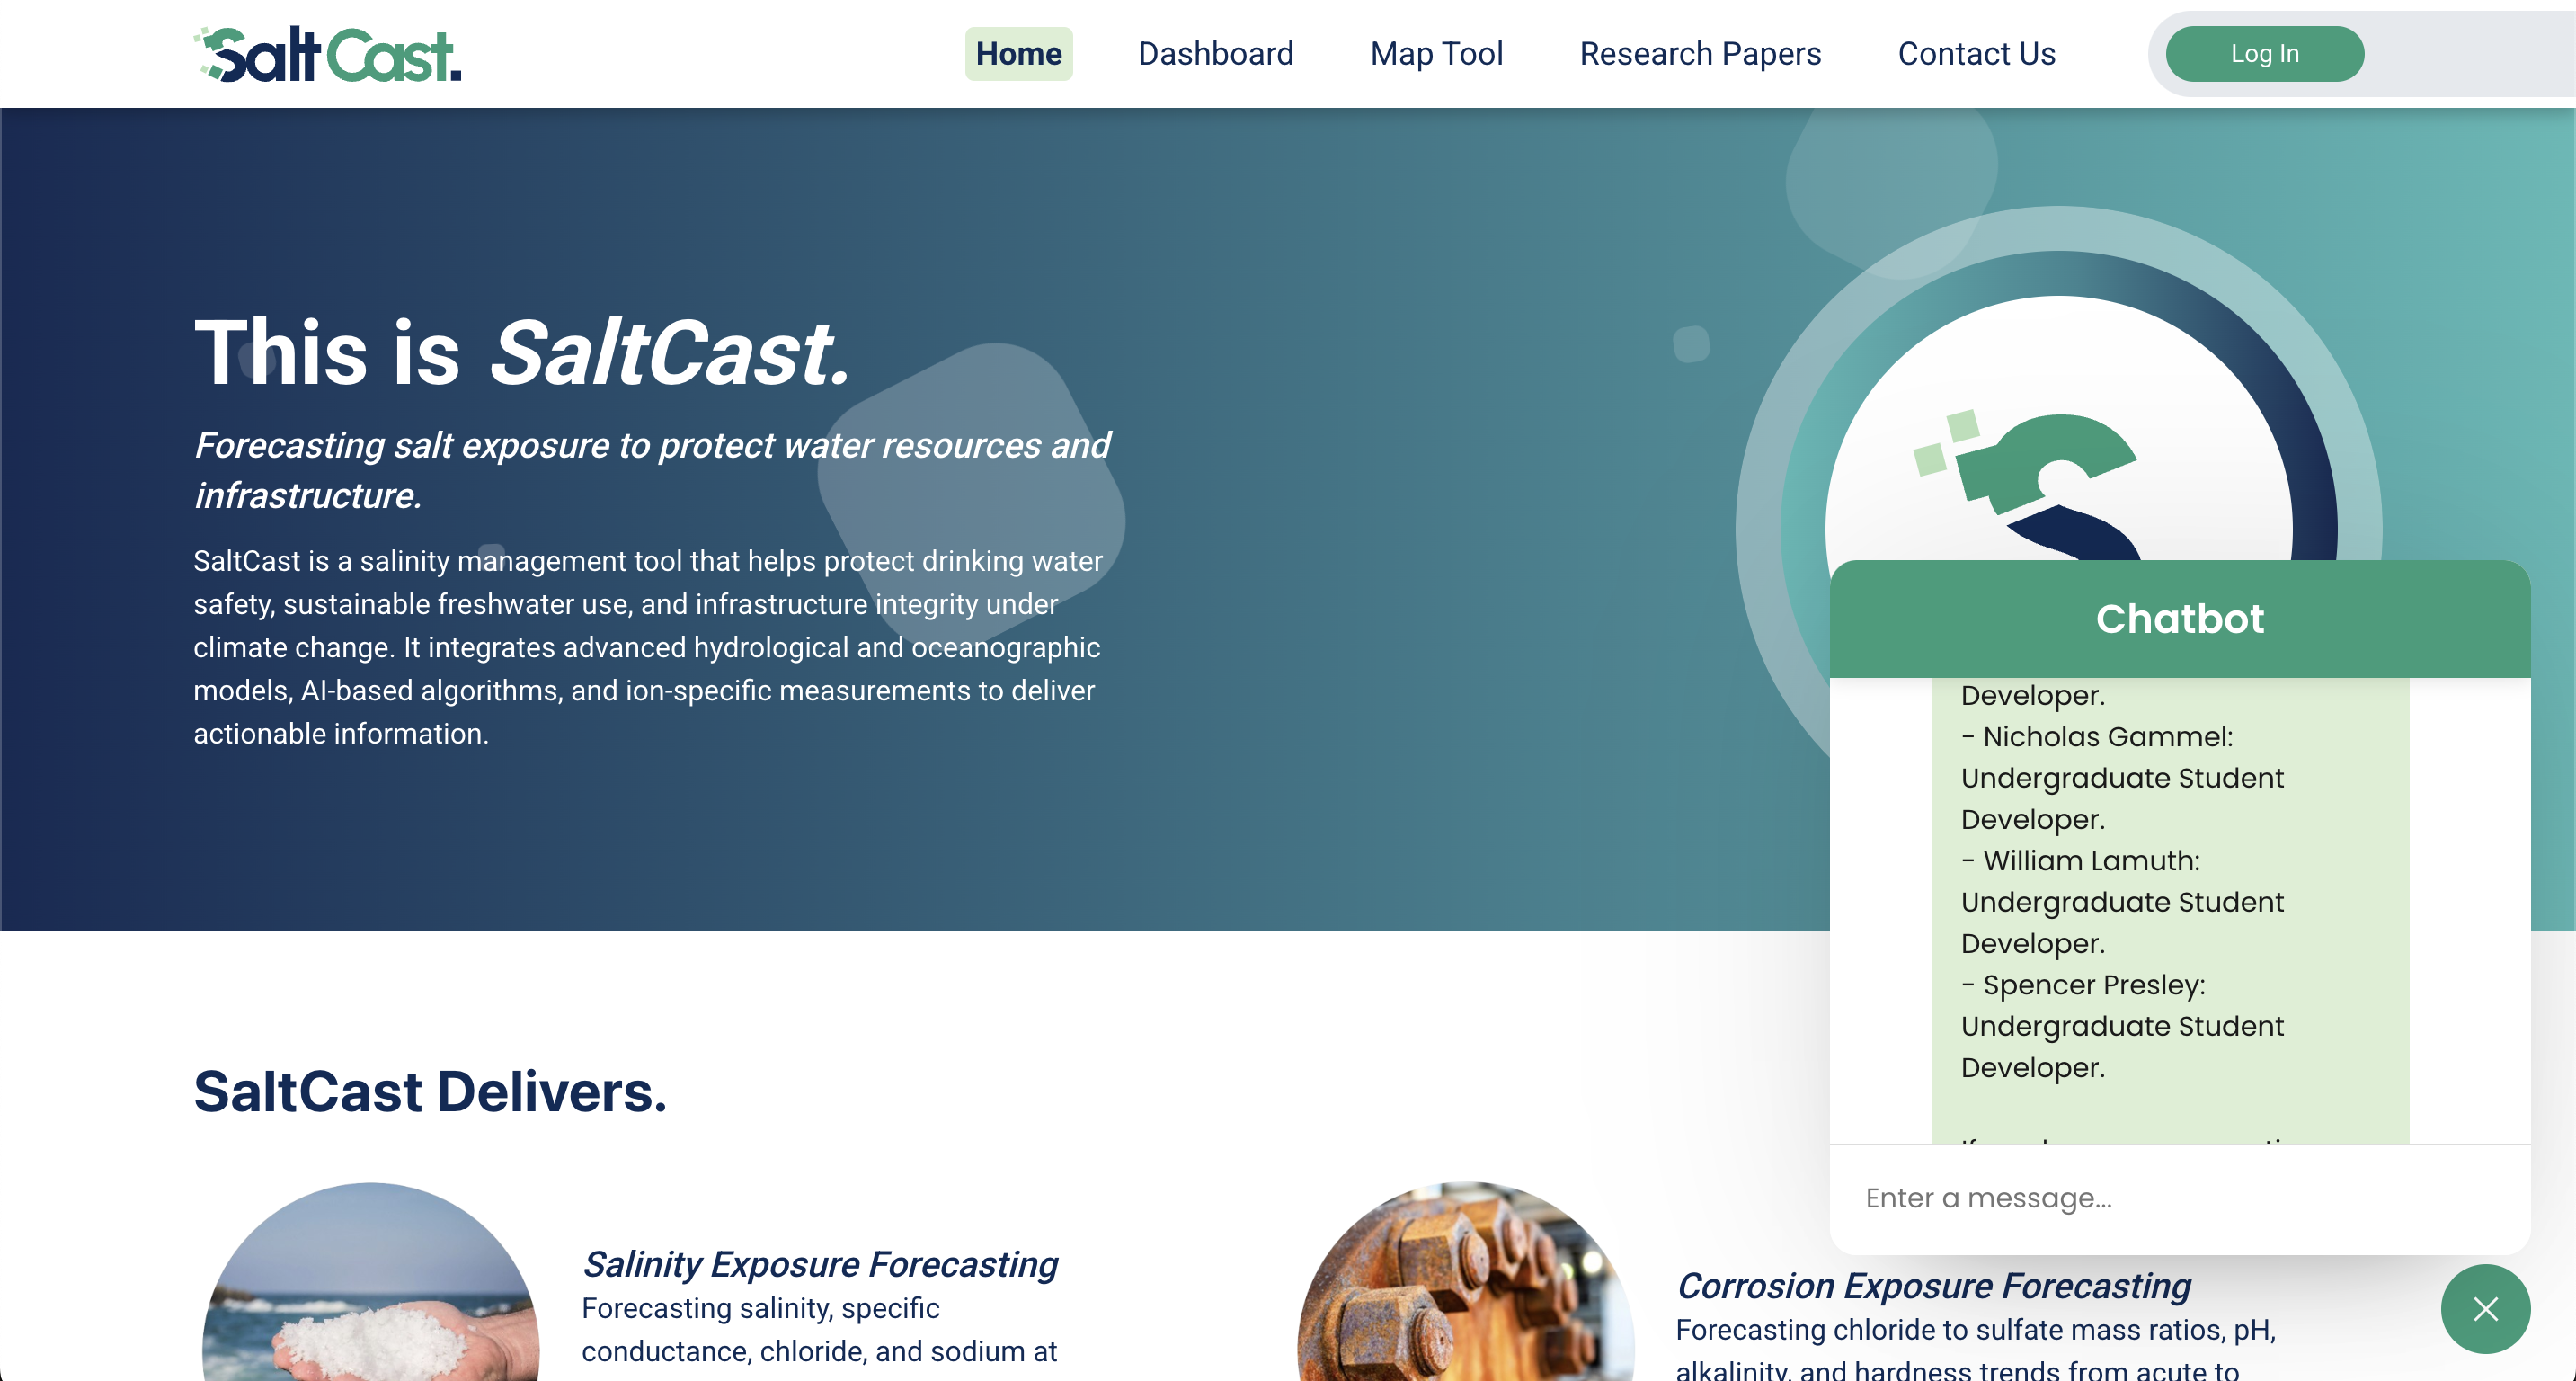 SaltCast.
Home
Dashboard
Map Tool
Research Papers
Contact Us
Log In
This is SaltCast.
Forecasting salt exposure to protect water resources and
infrastructure.
SaltCast is a salinity management tool that helps protect drinking water
safety, sustainable freshwater use, and infrastructure integrity under
climate change. It integrates advanced hydrological and oceanographic
models, AI-based algorithms, and ion-specific measurements to deliver
actionable information.
S
Chatbot
Developer.
- Nicholas Gammel:
Undergraduate Student
Developer.
- William Lamuth:
Undergraduate Student
Developer.
- Spencer Presley:
Undergraduate Student
Developer.
Enter a message...
SaltCast Delivers.
Salinity Exposure Forecasting
Forecasting salinity, specific
conductance, chloride, and sodium at
Corrosion Exposure Forecasting
Forecasting chloride to sulfate mass ratios, pH,
alkalinity, and hardness trends from acute to